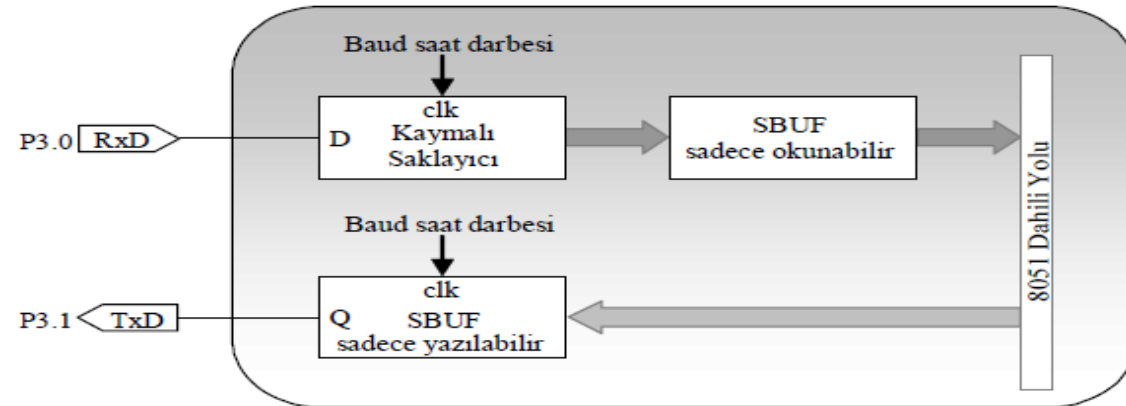 Baud saat darbesi
P3.0 RxD
D
clk
Kaymalı
Saklayıcı
SBUF
sadece okunabilir
8051 Dahili Yolu
Baud saat darbesi
P3.1 TxD
Q
clk
SBUF
sadece yazılabilir